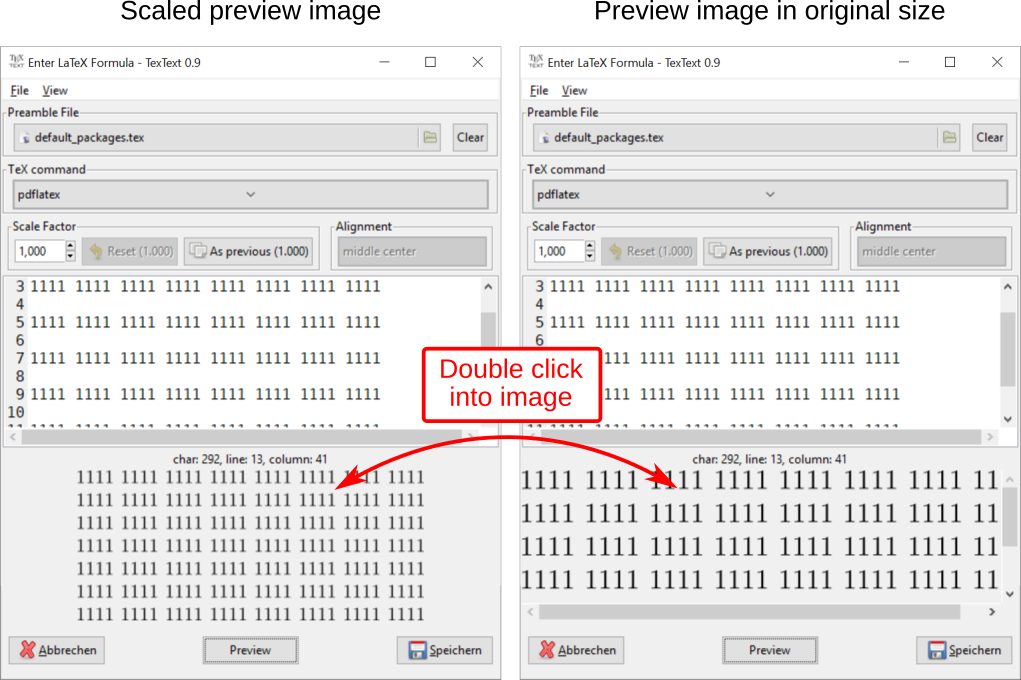 Scaled preview image
Preview image in original size
TEX TEXT Enter LaTeX Formula - TexText 0.9
File View
Preamble File
default_packages.tex Clear
TeX command
pdflatex
Scale Factor Alignment
1,000 Reset (1.000) As previous (1.000) middle center
3 1111 1111 1111 1111 1111 1111 1111 1111
4
5 1111 1111 1111 1111 1111 1111 1111 1111
6
7 1111 1111 1111 1111 1111 1111 1111 1111
8
9 1111 1111 1111 1111 1111 1111 1111 1111
10
char: 292, line: 13, column: 41
1111 1111 1111 1111 1111 1111 1111 1111
1111 1111 1111 1111 1111 1111 1111 1111
1111 1111 1111 1111 1111 1111 1111 1111
1111 1111 1111 1111 1111 1111 1111 1111
1111 1111 1111 1111 1111 1111 1111 1111
1111 1111 1111 1111 1111 1111 1111 1111
1111 1111 1111 1111 1111 1111 1111 1111
Abbrechen Preview Speichern
Double click
into image
TEX TEXT Enter LaTeX Formula - TexText 0.9
File View
Preamble File
default_packages.tex Clear
TeX command
pdflatex
Scale Factor Alignment
1,000 Reset (1.000) As previous (1.000) middle center
3 1111 1111 1111 1111 1111 1111 1111 1111
4
5 1111 1111 1111 1111 1111 1111 1111 1111
6
1111 1111 1111 1111 1111 1111
1111 1111 1111 1111 1111 1111
char: 292, line: 13, column: 41
1111 1111 1111 1111 1111 1111 1111 11
1111 1111 1111 1111 1111 1111 1111 11
1111 1111 1111 1111 1111 1111 1111 11
1111 1111 1111 1111 1111 1111 1111 11
Abbrechen Preview Speichern